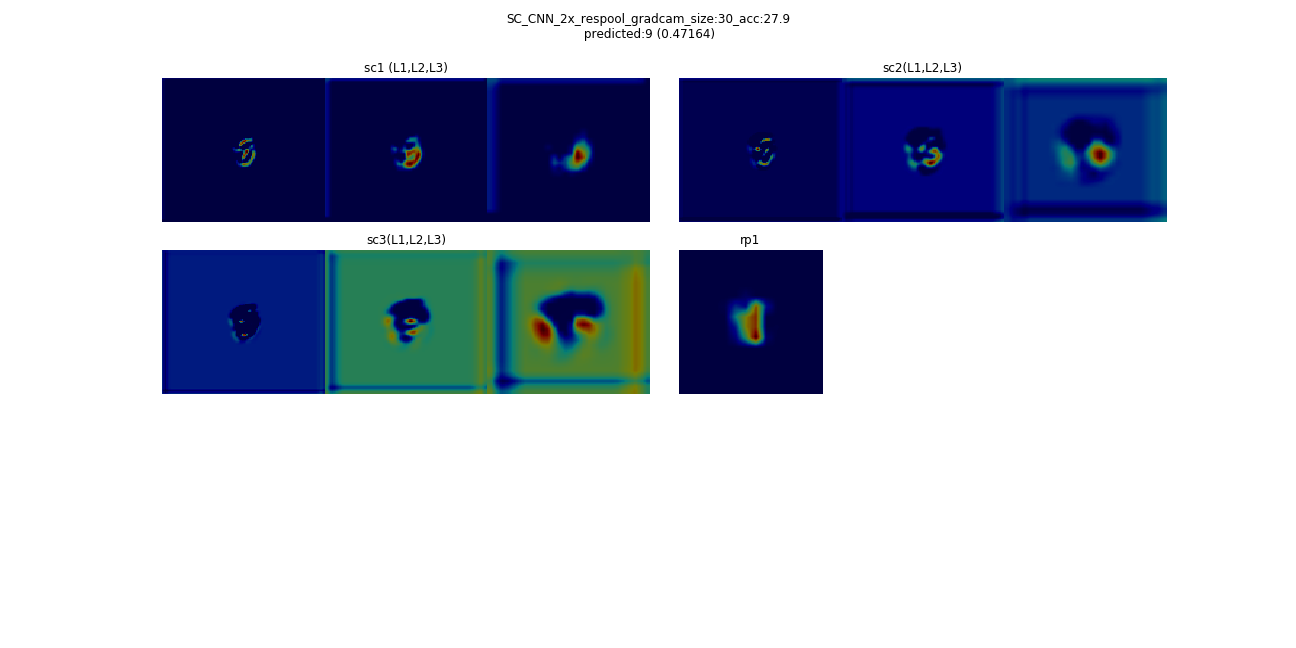 SC_CNN_2x_respool_gradcam_size:30_acc:27.9
predicted:9 (0.47164)
sc1 (L1,L2,L3)
sc2(L1,L2,L3)
sc3(L1,L2,L3)
rp1